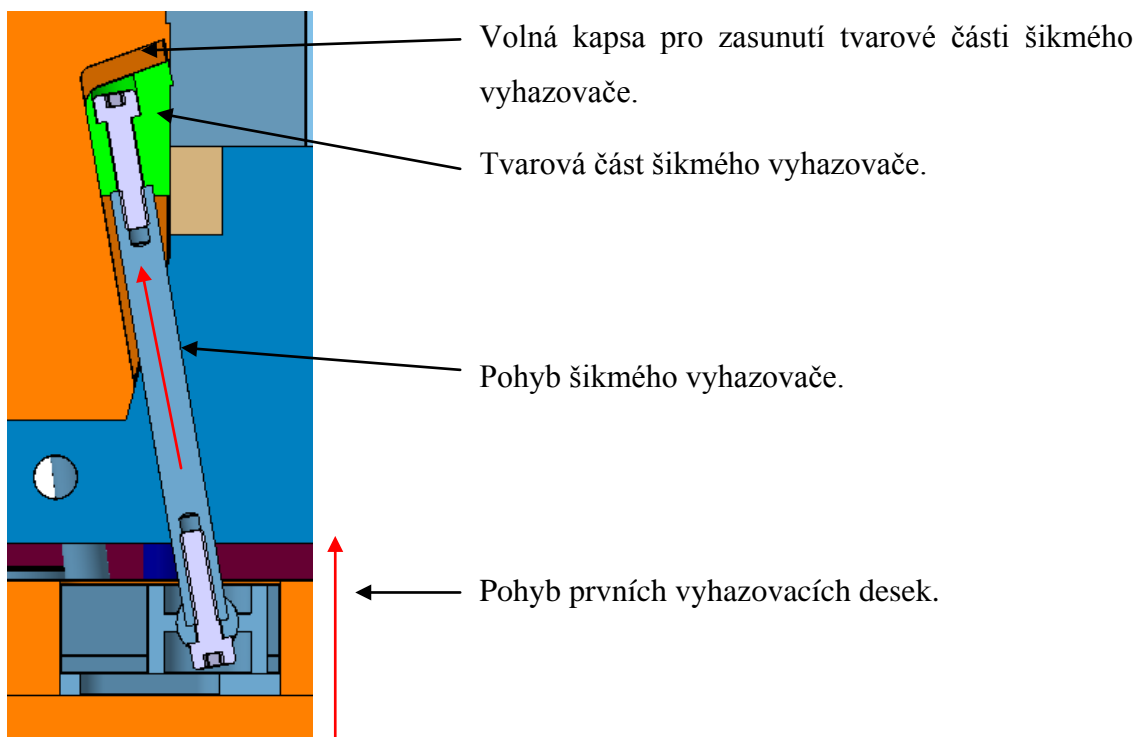 Volná kapsa pro zasunutí tvarové části šikmého
vyhazovače.
Tvarová část šikmého vyhazovače.
Pohyb šikmého vyhazovače.
Pohyb prvních vyhazovacích desek.